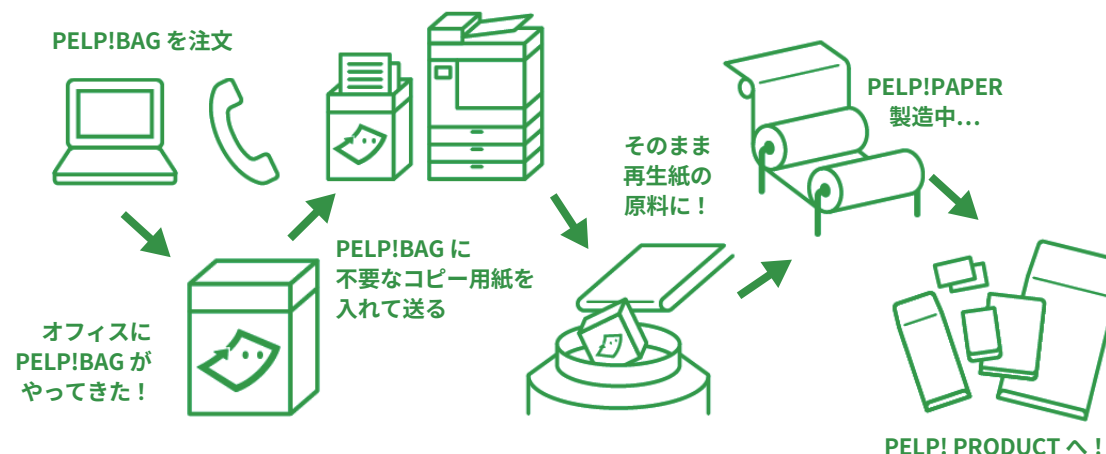 PELP!BAG を注文
オフィスに
PELP!BAG が
やってきた！
PELP!BAG に
不要なコピー用紙を
入れて送る
そのまま
再生紙の
原料に！
PELP!PAPER
製造中…
PELP! PRODUCT へ！